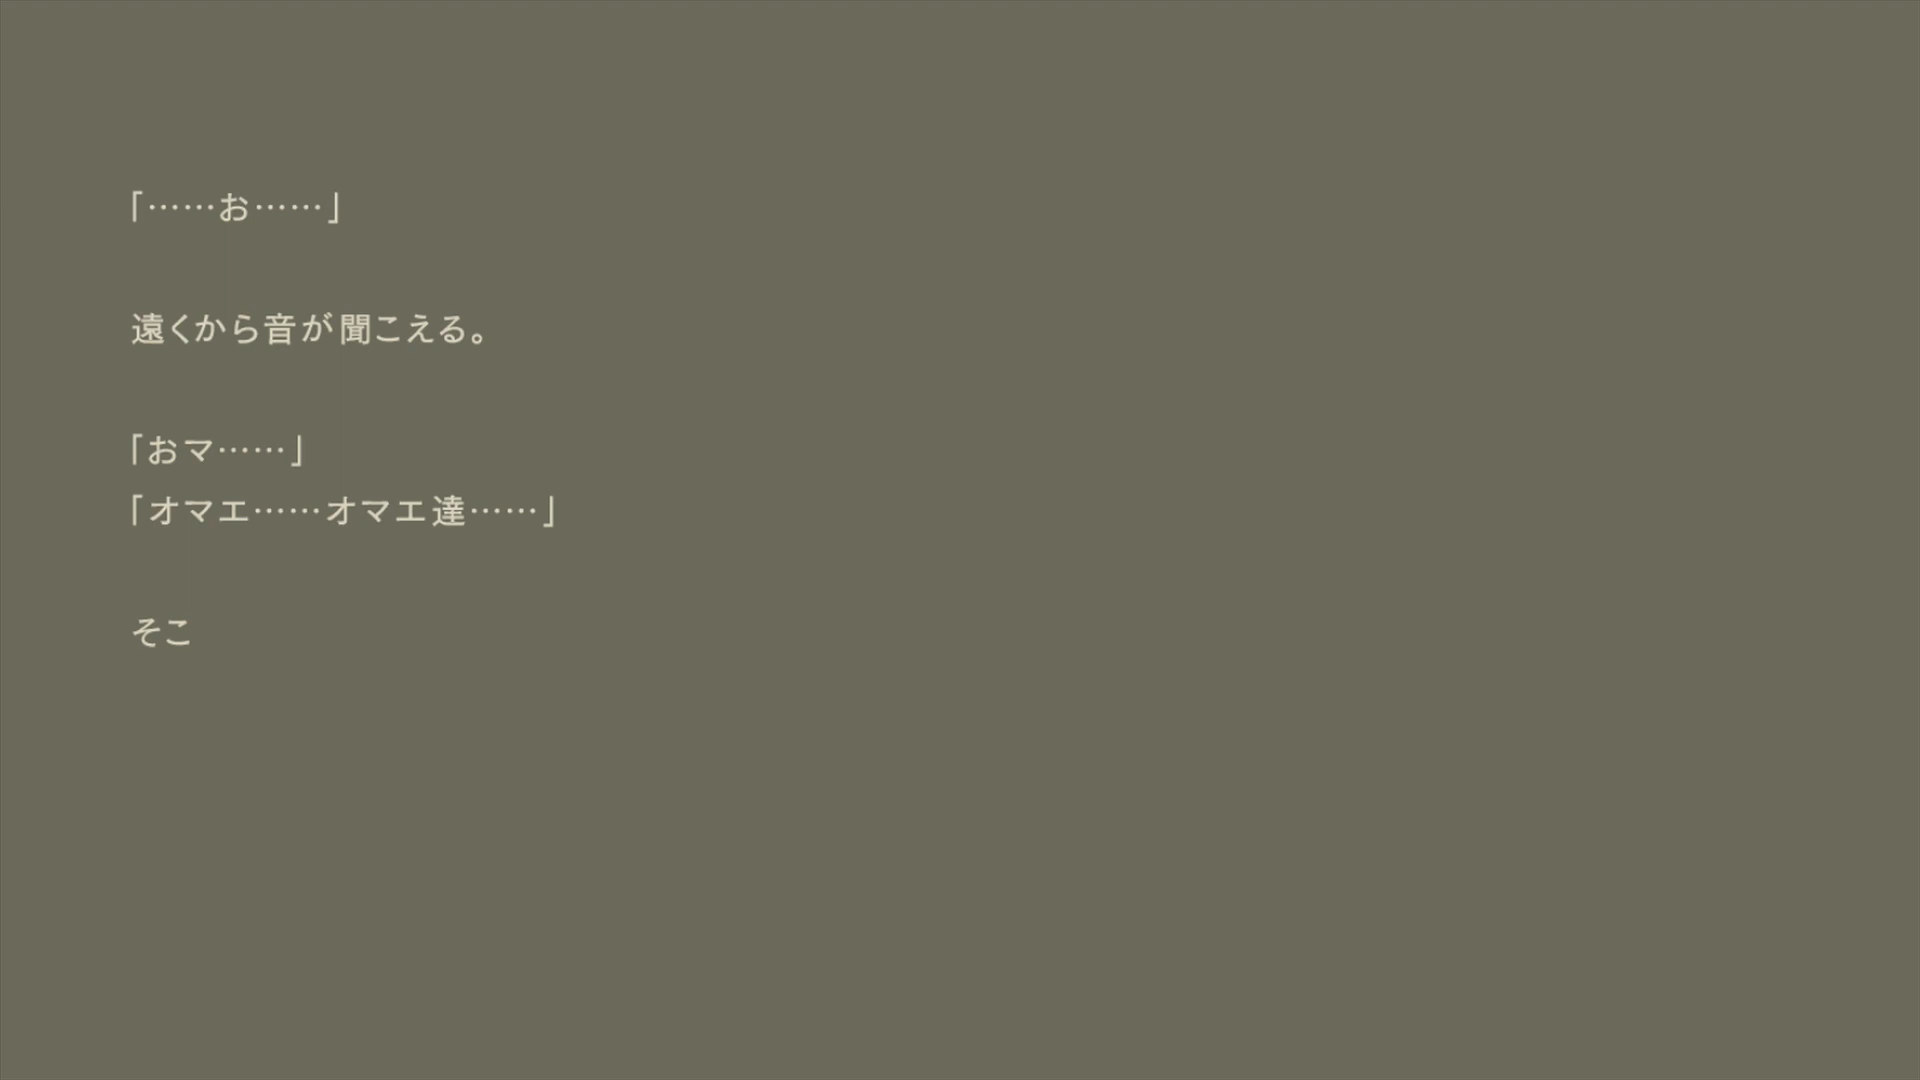 「……お……」
遠くから音が聞こえる。
「おマ……」
「オマエ……オマエ達……」
そこ